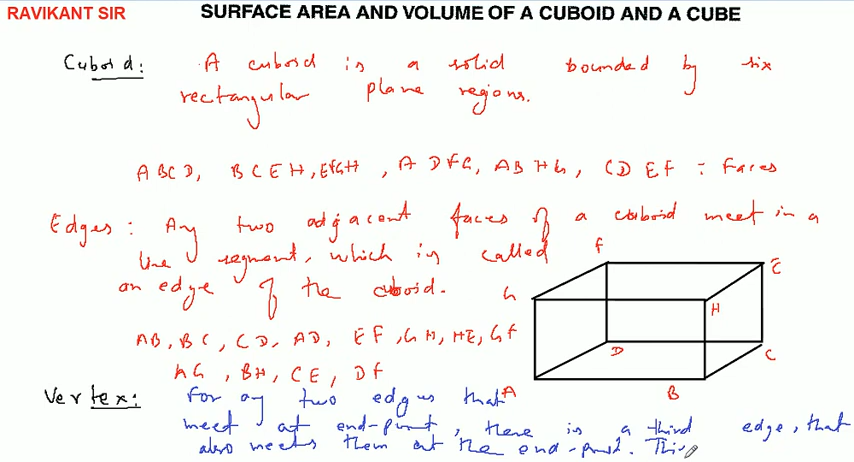 RAVIKANT SIR SURFACE AREA AND VOLUME OF A CUBOID AND A CUBE
Cuboid: A cuboid is a solid bounded by six
rectangular plane regions.
ABCD, BCEH, EFGH, ADFG, ABHG, CDEF : Faces
Edges: Any two adjacent faces of a cuboid meet in a
line segment, which is called
an edge of the cuboid.
AB, BC, CD, AD, EF, GH, HE, GF
AG, BH, CE, DF
Vertex: For any two edges that
meet at end-point, there is a third edge, that
also meets them at the end-point. This
F
E
G
H
D
C
A
B